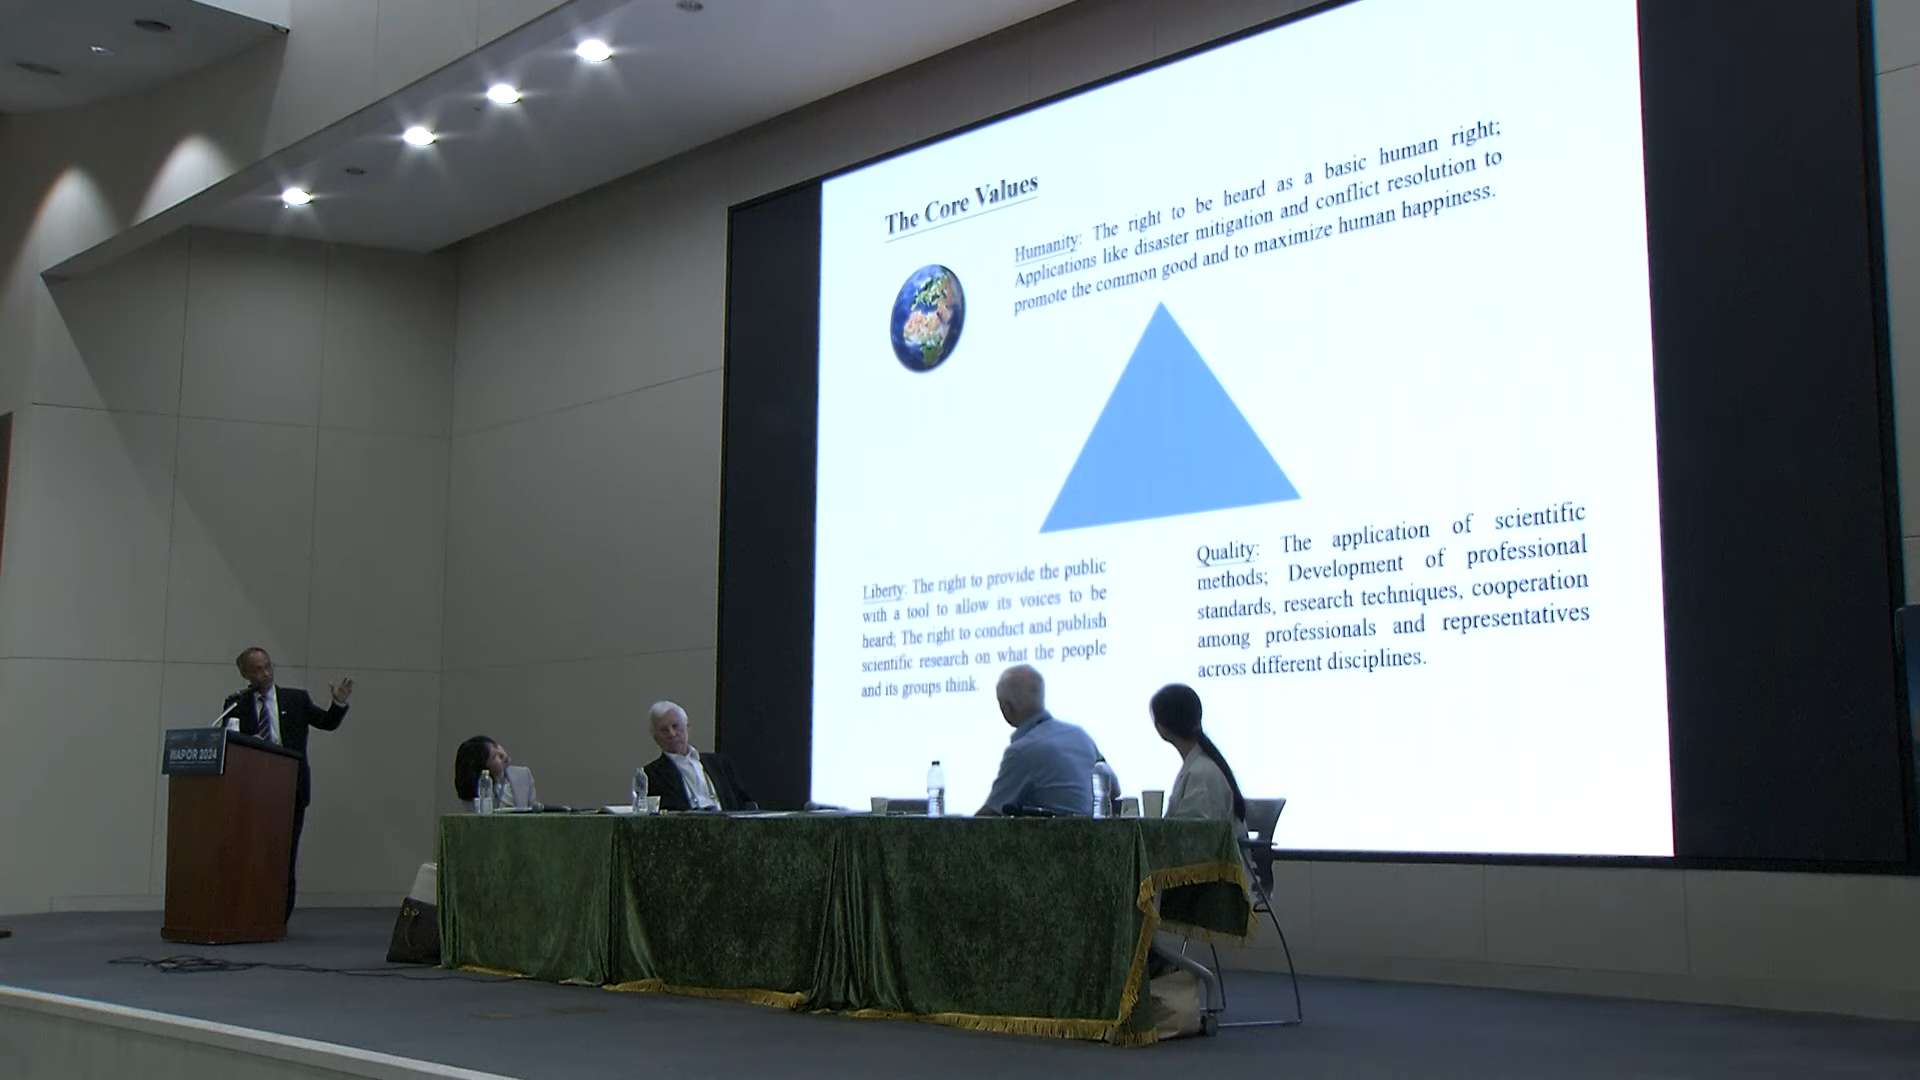 The Core Values
Humanity: The right to be heard as a basic human right;
Applications like disaster mitigation and conflict resolution to
promote the common good and to maximize human happiness.
Liberty: The right to provide the public
with a tool to allow its voices to be
heard; The right to conduct and publish
scientific research on what the people
and its groups think.
Quality: The application of scientific
methods; Development of professional
standards, research techniques, cooperation
among professionals and representatives
across different disciplines.
WAPOR 2024